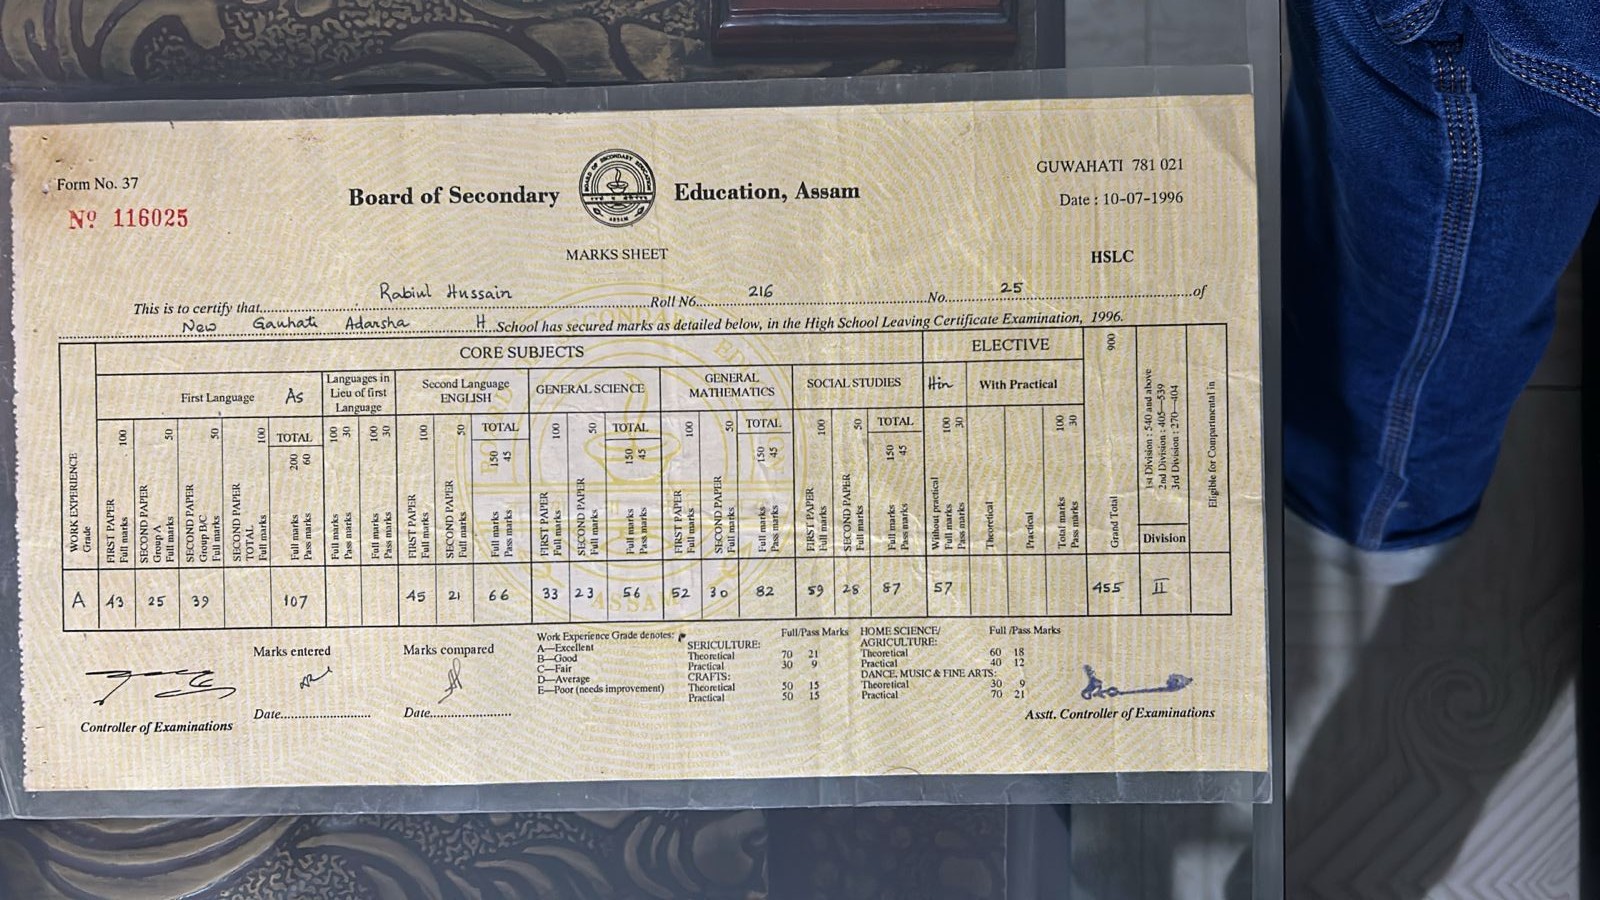 Form No. 37
GUWAHATI 781 021
Nº 116025
Board of Secondary Education, Assam
BOARD OF SECONDARY EDUCATION
ASSAM
Date : 10-07-1996
MARKS SHEET
HSLC
This is to certify that Rabiul Hussain Roll N6. 216 No. 25 of
New Gauhati Adarsha H School has secured marks as detailed below, in the High School Leaving Certificate Examination, 1996.
CORE SUBJECTS
ELECTIVE
900
First Language As
Languages in Lieu of first Language
Second Language ENGLISH
GENERAL SCIENCE
GENERAL MATHEMATICS
SOCIAL STUDIES
Hin
With Practical
1st Division : 540 and above
2nd Division : 405—539
3rd Division : 270—404
Eligible for Compartmental in
WORK EXPERIENCE Grade
FIRST PAPER Full marks 100
SECOND PAPER Group A Full marks 50
SECOND PAPER Group B/C Full marks 50
SECOND PAPER TOTAL Full marks 100
TOTAL Full marks 200 Pass marks 60
Full marks 100 Pass marks 30
Full marks 100 Pass marks 30
FIRST PAPER Full marks 100
SECOND PAPER Full marks 50
TOTAL Full marks 150 Pass marks 45
FIRST PAPER Full marks 100
SECOND PAPER Full marks 50
TOTAL Full marks 150 Pass marks 45
FIRST PAPER Full marks 100
SECOND PAPER Full marks 50
TOTAL Full marks 150 Pass marks 45
FIRST PAPER Full marks 100
SECOND PAPER Full marks 50
TOTAL Full marks 150 Pass marks 45
Without practical Full marks 100 Pass marks 30
Theoretical
Practical
Total marks 100 Pass marks 30
Grand Total
Division
A 43 25 39 107 45 21 66 33 23 56 52 30 82 59 28 87 57 455 II
Marks entered
Marks compared
Work Experience Grade denotes:
A—Excellent
B—Good
C—Fair
D—Average
E—Poor (needs improvement)
Full/Pass Marks
SERICULTURE:
Theoretical 70 21
Practical 30 9
CRAFTS:
Theoretical 50 15
Practical 50 15
HOME SCIENCE/ Full /Pass Marks
AGRICULTURE:
Theoretical 60 18
Practical 40 12
DANCE, MUSIC & FINE ARTS:
Theoretical 30 9
Practical 70 21
Controller of Examinations
Date
Date
Asstt. Controller of Examinations